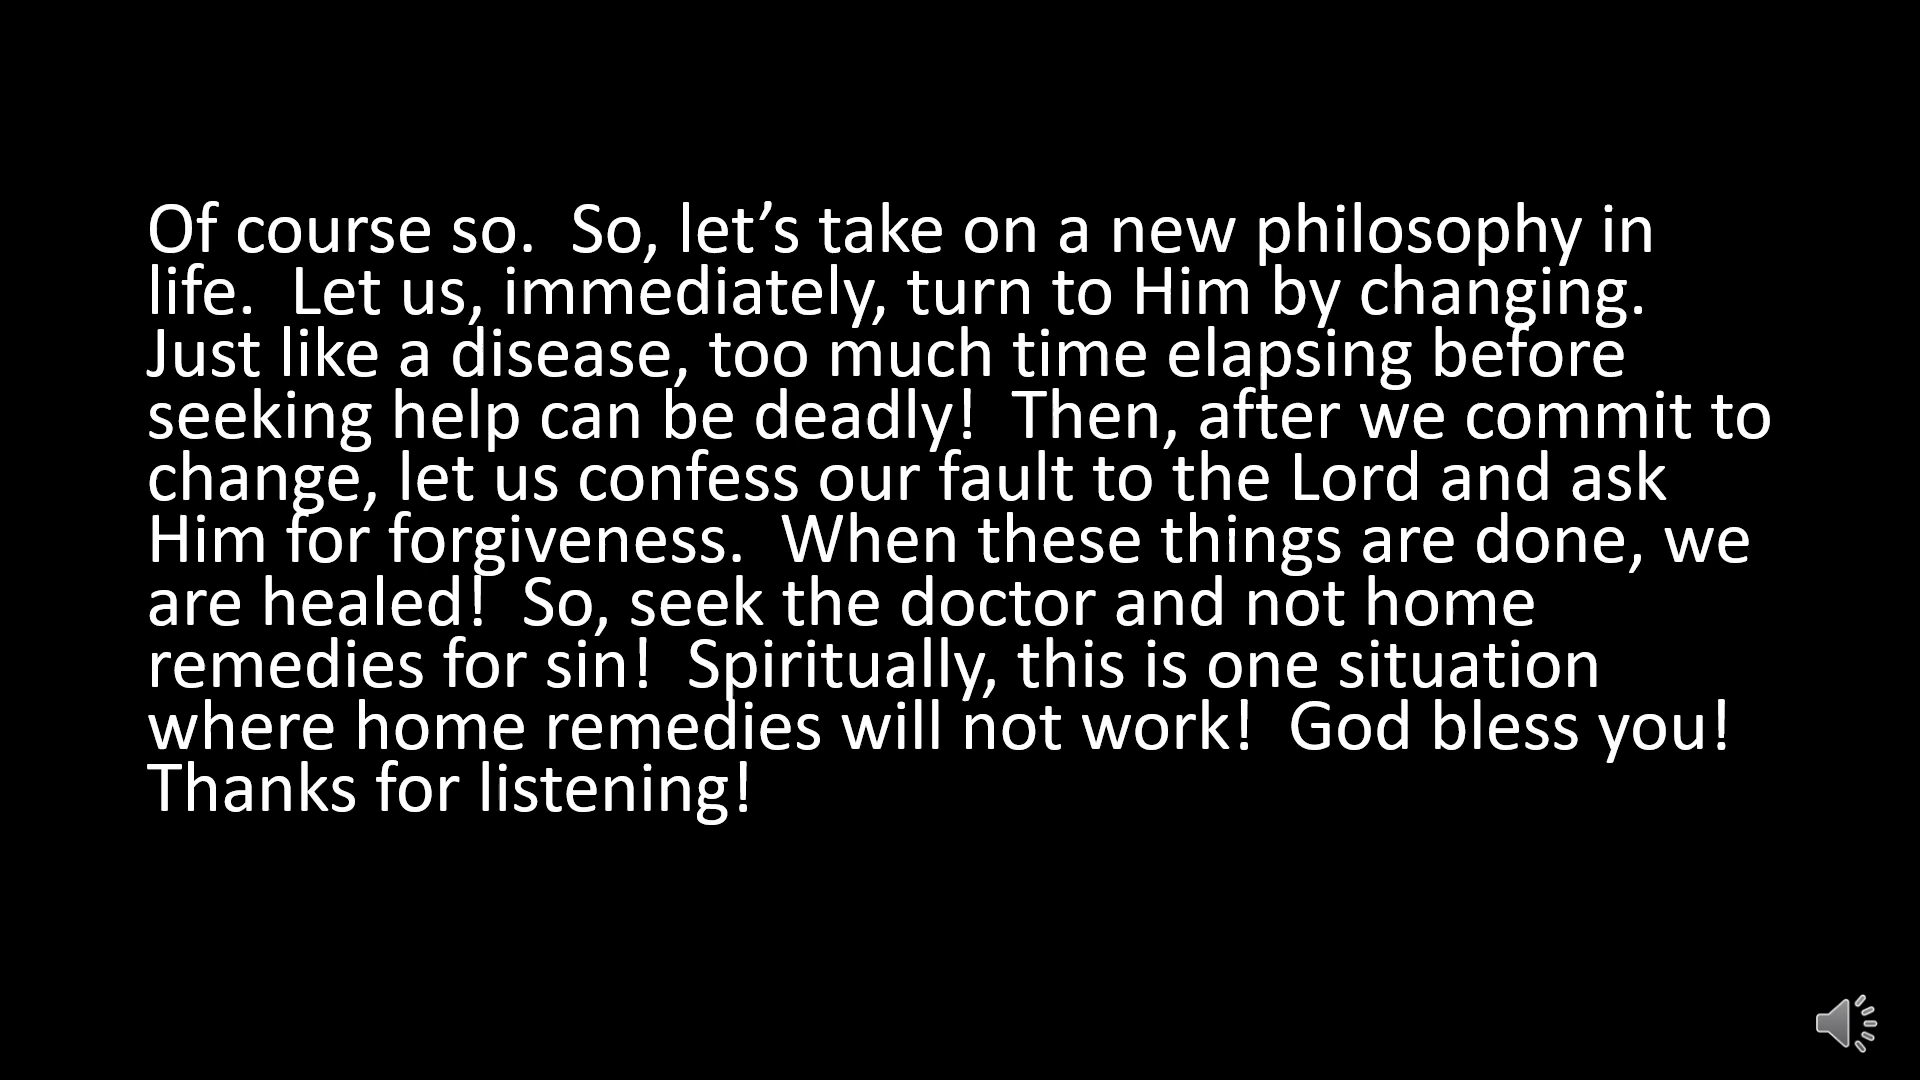 Of course so.  So, let’s take on a new philosophy in
life.  Let us, immediately, turn to Him by changing.
Just like a disease, too much time elapsing before
seeking help can be deadly!  Then, after we commit to
change, let us confess our fault to the Lord and ask
Him for forgiveness.  When these things are done, we
are healed!  So, seek the doctor and not home
remedies for sin!  Spiritually, this is one situation
where home remedies will not work!  God bless you!
Thanks for listening!